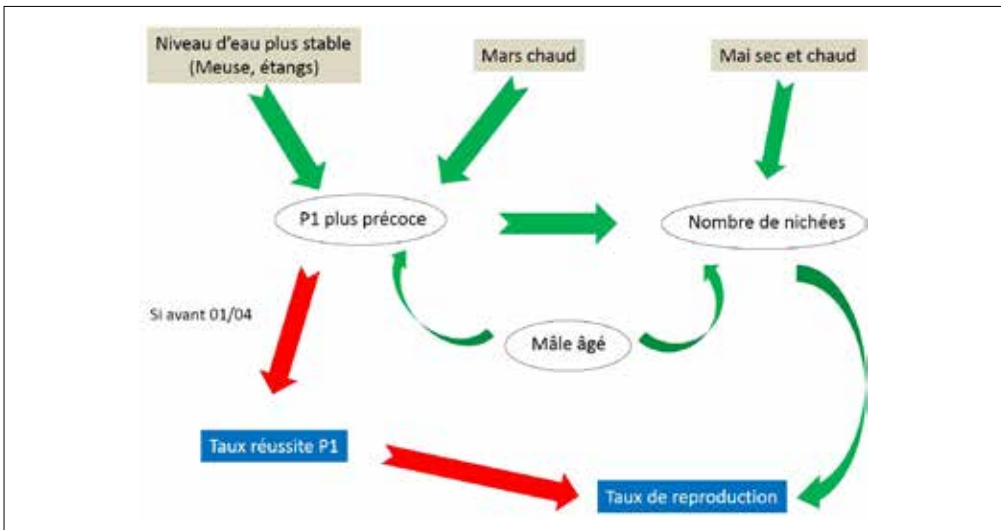 Niveau d'eau plus stable
(Meuse, étangs)
Mars chaud
Mai sec et chaud
P1 plus précoce
Nombre de nichées
Si avant 01/04
Mâle âgé
Taux réussite P1
Taux de reproduction